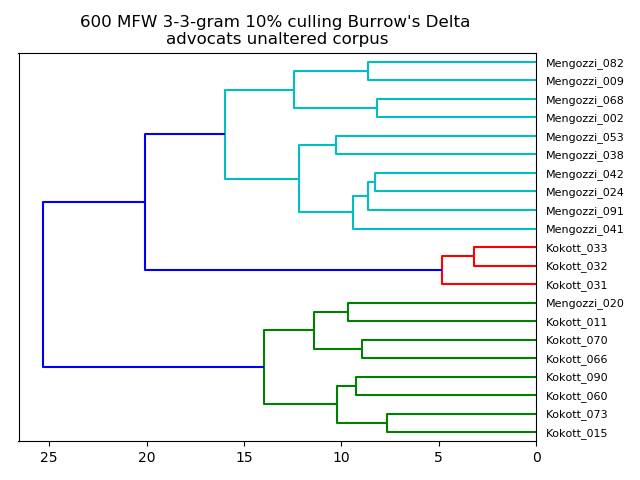 600 MFW 3-3-gram 10% culling Burrow's Delta
advocats unaltered corpus
Mengozzi_082
Mengozzi_009
Mengozzi_068
Mengozzi_002
Mengozzi_053
Mengozzi_038
Mengozzi_042
Mengozzi_024
Mengozzi_091
Mengozzi_041
Kokott_033
Kokott_032
Kokott_031
Mengozzi_020
Kokott_011
Kokott_070
Kokott_066
Kokott_090
Kokott_060
Kokott_073
Kokott_015
25 20 15 10 5 0